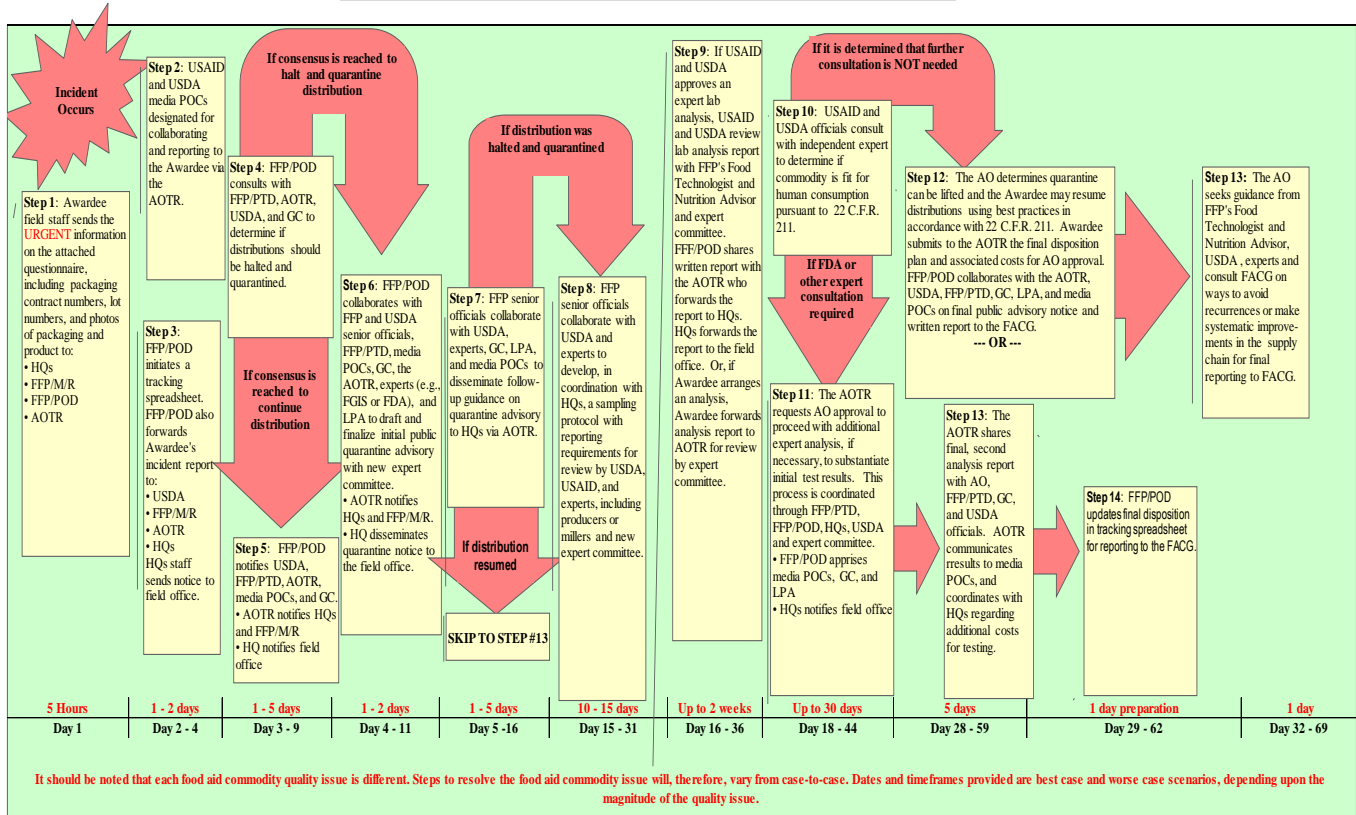 Incident
Occurs
Step 1: Awardee
field staff sends the
URGENT information
on the attached
questionnaire,
including packaging
contract numbers, lot
numbers, and photos
of packaging and
product to:
• HQs
• FFP/M/R
• FFP/POD
• AOTR
Step 2: USAID
and USDA
media POCs
designated for
collaborating
and reporting to
the Awardee via
the
AOTR.
Step 3:
FFP/POD
initiates a
tracking
spreadsheet.
FFP/POD also
forwards
Awardee's
incident report
to:
• USDA
• FFP/M/R
• AOTR
• HQs
HQs staff
sends notice to
field office.
If consensus is reached to
halt and quarantine
distribution
Step 4: FFP/POD
consults with
FFP/PTD, AOTR,
USDA, and GC to
determine if
distributions should
be halted and
quarantined.
If consensus is
reached to
continue
distribution
Step 5: FFP/POD
notifies USDA,
FFP/PTD, AOTR,
media POCs, and GC.
• AOTR notifies HQs
and FFP/M/R
• HQ notifies field
office
Step 6: FFP/POD
collaborates with
FFP and USDA
senior officials,
FFP/PTD, media
POCs, GC, the
AOTR, experts (e.g.,
FGIS or FDA), and
LPA to draft and
finalize initial public
quarantine advisory
with new expert
committee.
• AOTR notifies
HQs and FFP/M/R.
• HQ disseminates
quarantine notice to
the field office.
If distribution was
halted and quarantined
Step 7: FFP senior
officials collaborate
with USDA,
experts, GC, LPA,
and media POCs to
disseminate follow-
up guidance on
quarantine advisory
to HQs via AOTR.
If distribution
resumed
SKIP TO STEP #13
Step 8: FFP
senior officials
collaborate with
USDA and
experts to
develop, in
coordination with
HQs, a sampling
protocol with
reporting
requirements for
review by USDA,
USAID, and
experts, including
producers or
millers and new
expert committee.
Step 9: If USAID
and USDA
approves an
expert lab
analysis, USAID
and USDA review
lab analysis report
with FFP's Food
Technologist and
Nutrition Advisor
and expert
committee.
FFF/POD shares
written report with
the AOTR who
forwards the
report to HQs.
HQs forwards the
report to the field
office. Or, if
Awardee arranges
an analysis,
Awardee forwards
analysis report to
AOTR for review
by expert
committee.
If it is determined that further
consultation is NOT needed
Step 10: USAID and
USDA officials consult
with independent expert
to determine if
commodity is fit for
human consumption
pursuant to 22 C.F.R.
211.
If FDA or
other expert
consultation
required
Step 11: The AOTR
requests AO approval to
proceed with additional
expert analysis, if
necessary, to substantiate
initial test results. This
process is coordinated
through FFP/PTD,
FFP/POD, HQs, USDA
and expert committee.
• FFP/POD apprises
media POCs, GC, and
LPA
• HQs notifies field office
Step 12: The AO determines quarantine
can be lifted and the Awardee may resume
distributions using best practices in
accordance with 22 C.F.R. 211. Awardee
submits to the AOTR the final disposition
plan and associated costs for AO approval.
FFP/POD collaborates with the AOTR,
USDA, FFP/PTD, GC, LPA, and media
POCs on final public advisory notice and
written report to the FACG.
--- OR ---
Step 13: The
AOTR shares
final, second
analysis report
with AO,
FFP/PTD, GC,
and USDA
officials. AOTR
communicates
results to media
POCs, and
coordinates with
HQs regarding
additional costs
for testing.
Step 14: FFP/POD
updates final disposition
in tracking spreadsheet
for reporting to the FACG.
Step 13: The AO
seeks guidance from
FFP's Food
Technologist and
Nutrition Advisor,
USDA , experts and
consult FACG on
ways to avoid
recurrences or make
systematic improve-
ments in the supply
chain for final
reporting to FACG.
5 Hours 1 - 2 days 1 - 5 days 1 - 2 days 1 - 5 days 10 - 15 days Up to 2 weeks Up to 30 days 5 days 1 day preparation 1 day
Day 1 Day 2 - 4 Day 3 - 9 Day 4 - 11 Day 5 -16 Day 15 - 31 Day 16 - 36 Day 18 - 44 Day 28 - 59 Day 29 - 62 Day 32 - 69
It should be noted that each food aid commodity quality issue is different. Steps to resolve the food aid commodity issue will, therefore, vary from case-to-case. Dates and timeframes provided are best case and worse case scenarios, depending upon the
magnitude of the quality issue.